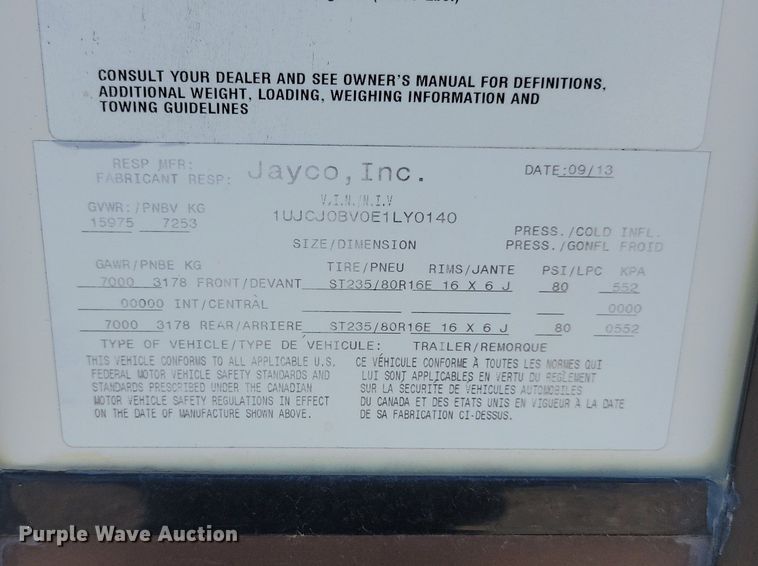 CONSULT YOUR DEALER AND SEE OWNER'S MANUAL FOR DEFINITIONS,
ADDITIONAL WEIGHT, LOADING, WEIGHING INFORMATION AND
TOWING GUIDELINES
RESP MFR:
FABRICANT RESP: Jayco, Inc. DATE:09/13
GVWR:/PNBV KG V.I.N./N.I.V
15975 7253 1UJCJ0BV0E1LY0140
SIZE/DIMENSION PRESS./COLD INFL.
PRESS./GONFL FROID
GAWR/PNBE KG TIRE/PNEU RIMS/JANTE PSI/LPC KPA
7000 3178 FRONT/DEVANT ST235/80R16E 16 X 6 J 80 552
00000 INT/CENTRAL 0000
7000 3178 REAR/ARRIERE ST235/80R16E 16 X 6 J 80 0552
TYPE OF VEHICLE/TYPE DE VÉHICULE: TRAILER/REMORQUE
THIS VEHICLE CONFORMS TO ALL APPLICABLE U.S.
FEDERAL MOTOR VEHICLE SAFETY STANDARDS AND
STANDARDS PRESCRIBED UNDER THE CANADIAN
MOTOR VEHICLE SAFETY REGULATIONS IN EFFECT
ON THE DATE OF MANUFACTURE SHOWN ABOVE.
CE VÉHICULE CONFORME À TOUTES LES NORMES QUI
LUI SONT APPLICABLES EN VERTU DU REGLEMENT
SUR LA SECURITE DE VEHICULES AUTOMOBILES
DU CANADA ET DES ETATS UNIS EN VIGUEUR A LA DATE
DE SA FABRICATION CI-DESSUS.
Purple Wave Auction